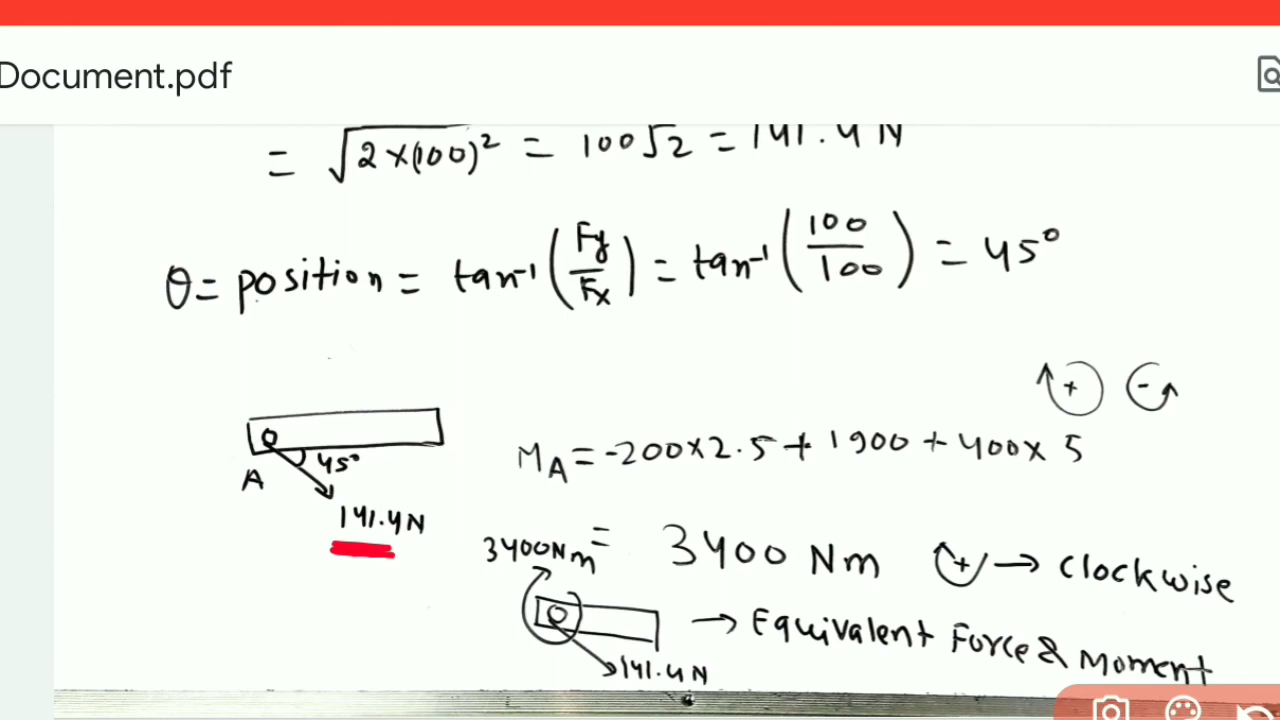 Document.pdf
= √2×(100)² = 100√2 = 141.4 N
θ = position = tan⁻¹(Fy/Fx) = tan⁻¹(100/100) = 45°
+ -
45°
A
MA = -200×2.5 + 1900 + 400×5
141.4N
3400Nm = 3400 Nm + → clockwise
→ Equivalent Force & Moment
141.4N